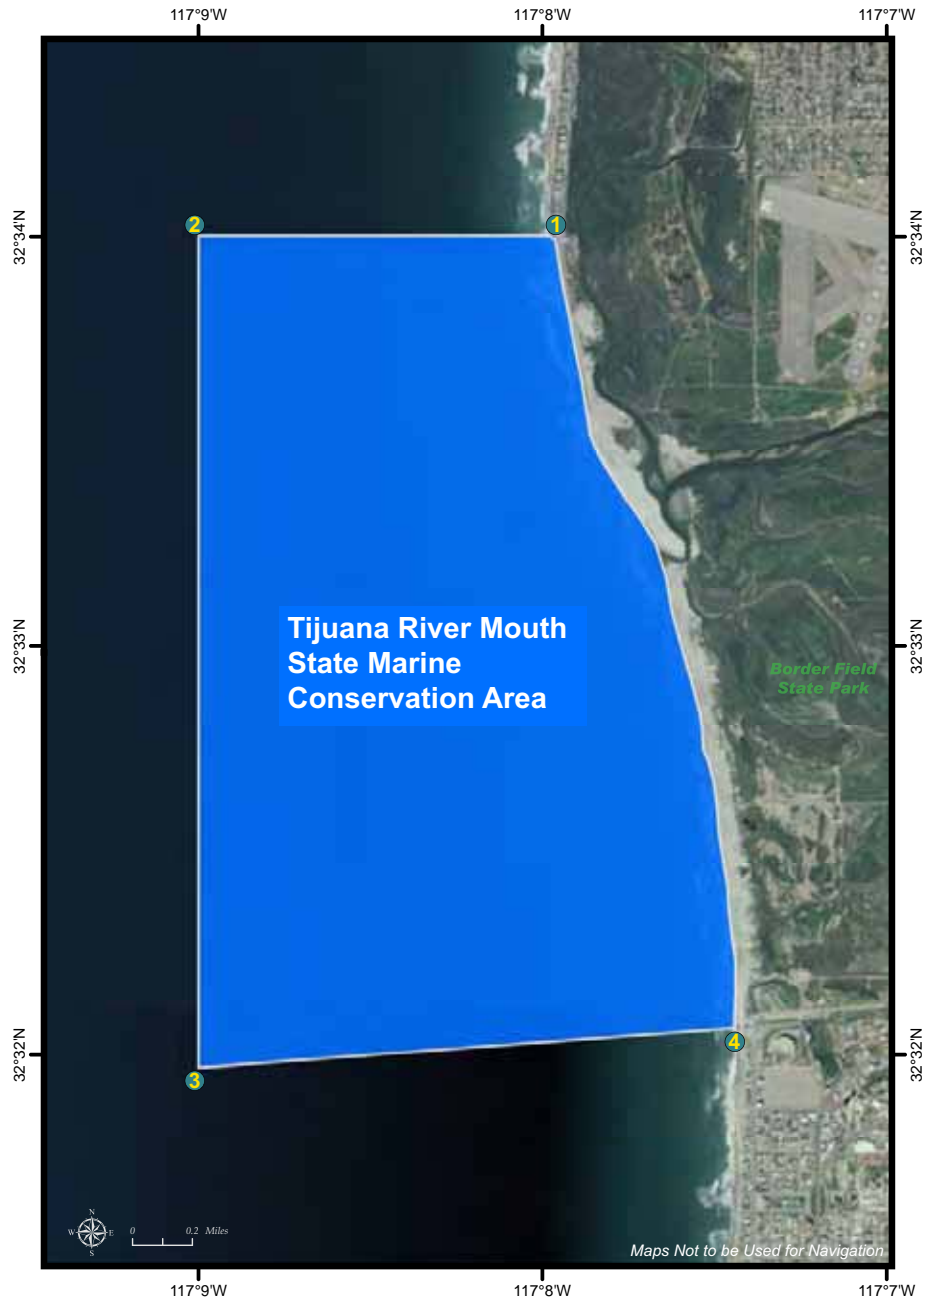 117°9'W
117°8'W
117°7'W
2
1
32°34'N
32°34'N
Tijuana River Mouth
State Marine
Conservation Area
32°33'N
32°33'N
Border Field
State Park
32°32'N
32°32'N
4
3
N
W
E
S
0
0.2 Miles
Maps Not to be Used for Navigation
117°9'W
117°8'W
117°7'W